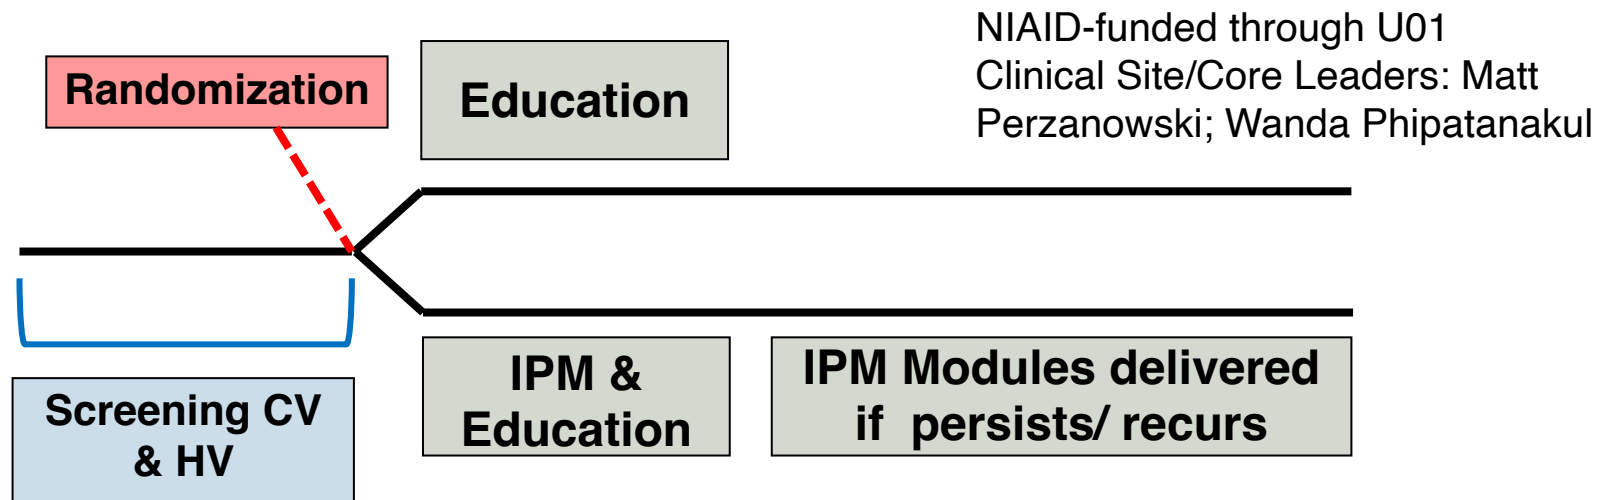 NIAID-funded through U01
Clinical Site/Core Leaders: Matt
Perzanowski; Wanda Phipatanakul
Randomization
Education
IPM &
Education
IPM Modules delivered
if  persists/ recurs
Screening CV
& HV